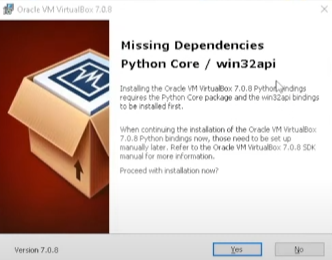 Oracle VM VirtualBox 7.0.8
Missing Dependencies
Python Core / win32api
Installing the Oracle VM VirtualBox 7.0.8 Python bindings
requires the Python Core package and the win32api bindings
to be installed first.
When continuing the installation of the Oracle VM VirtualBox
7.0.8 Python bindings now, those need to be set up
manually later. Refer to the Oracle VM VirtualBox 7.0.8 SDK
manual for more information.
Proceed with installation now?
Version 7.0.8
Yes
No